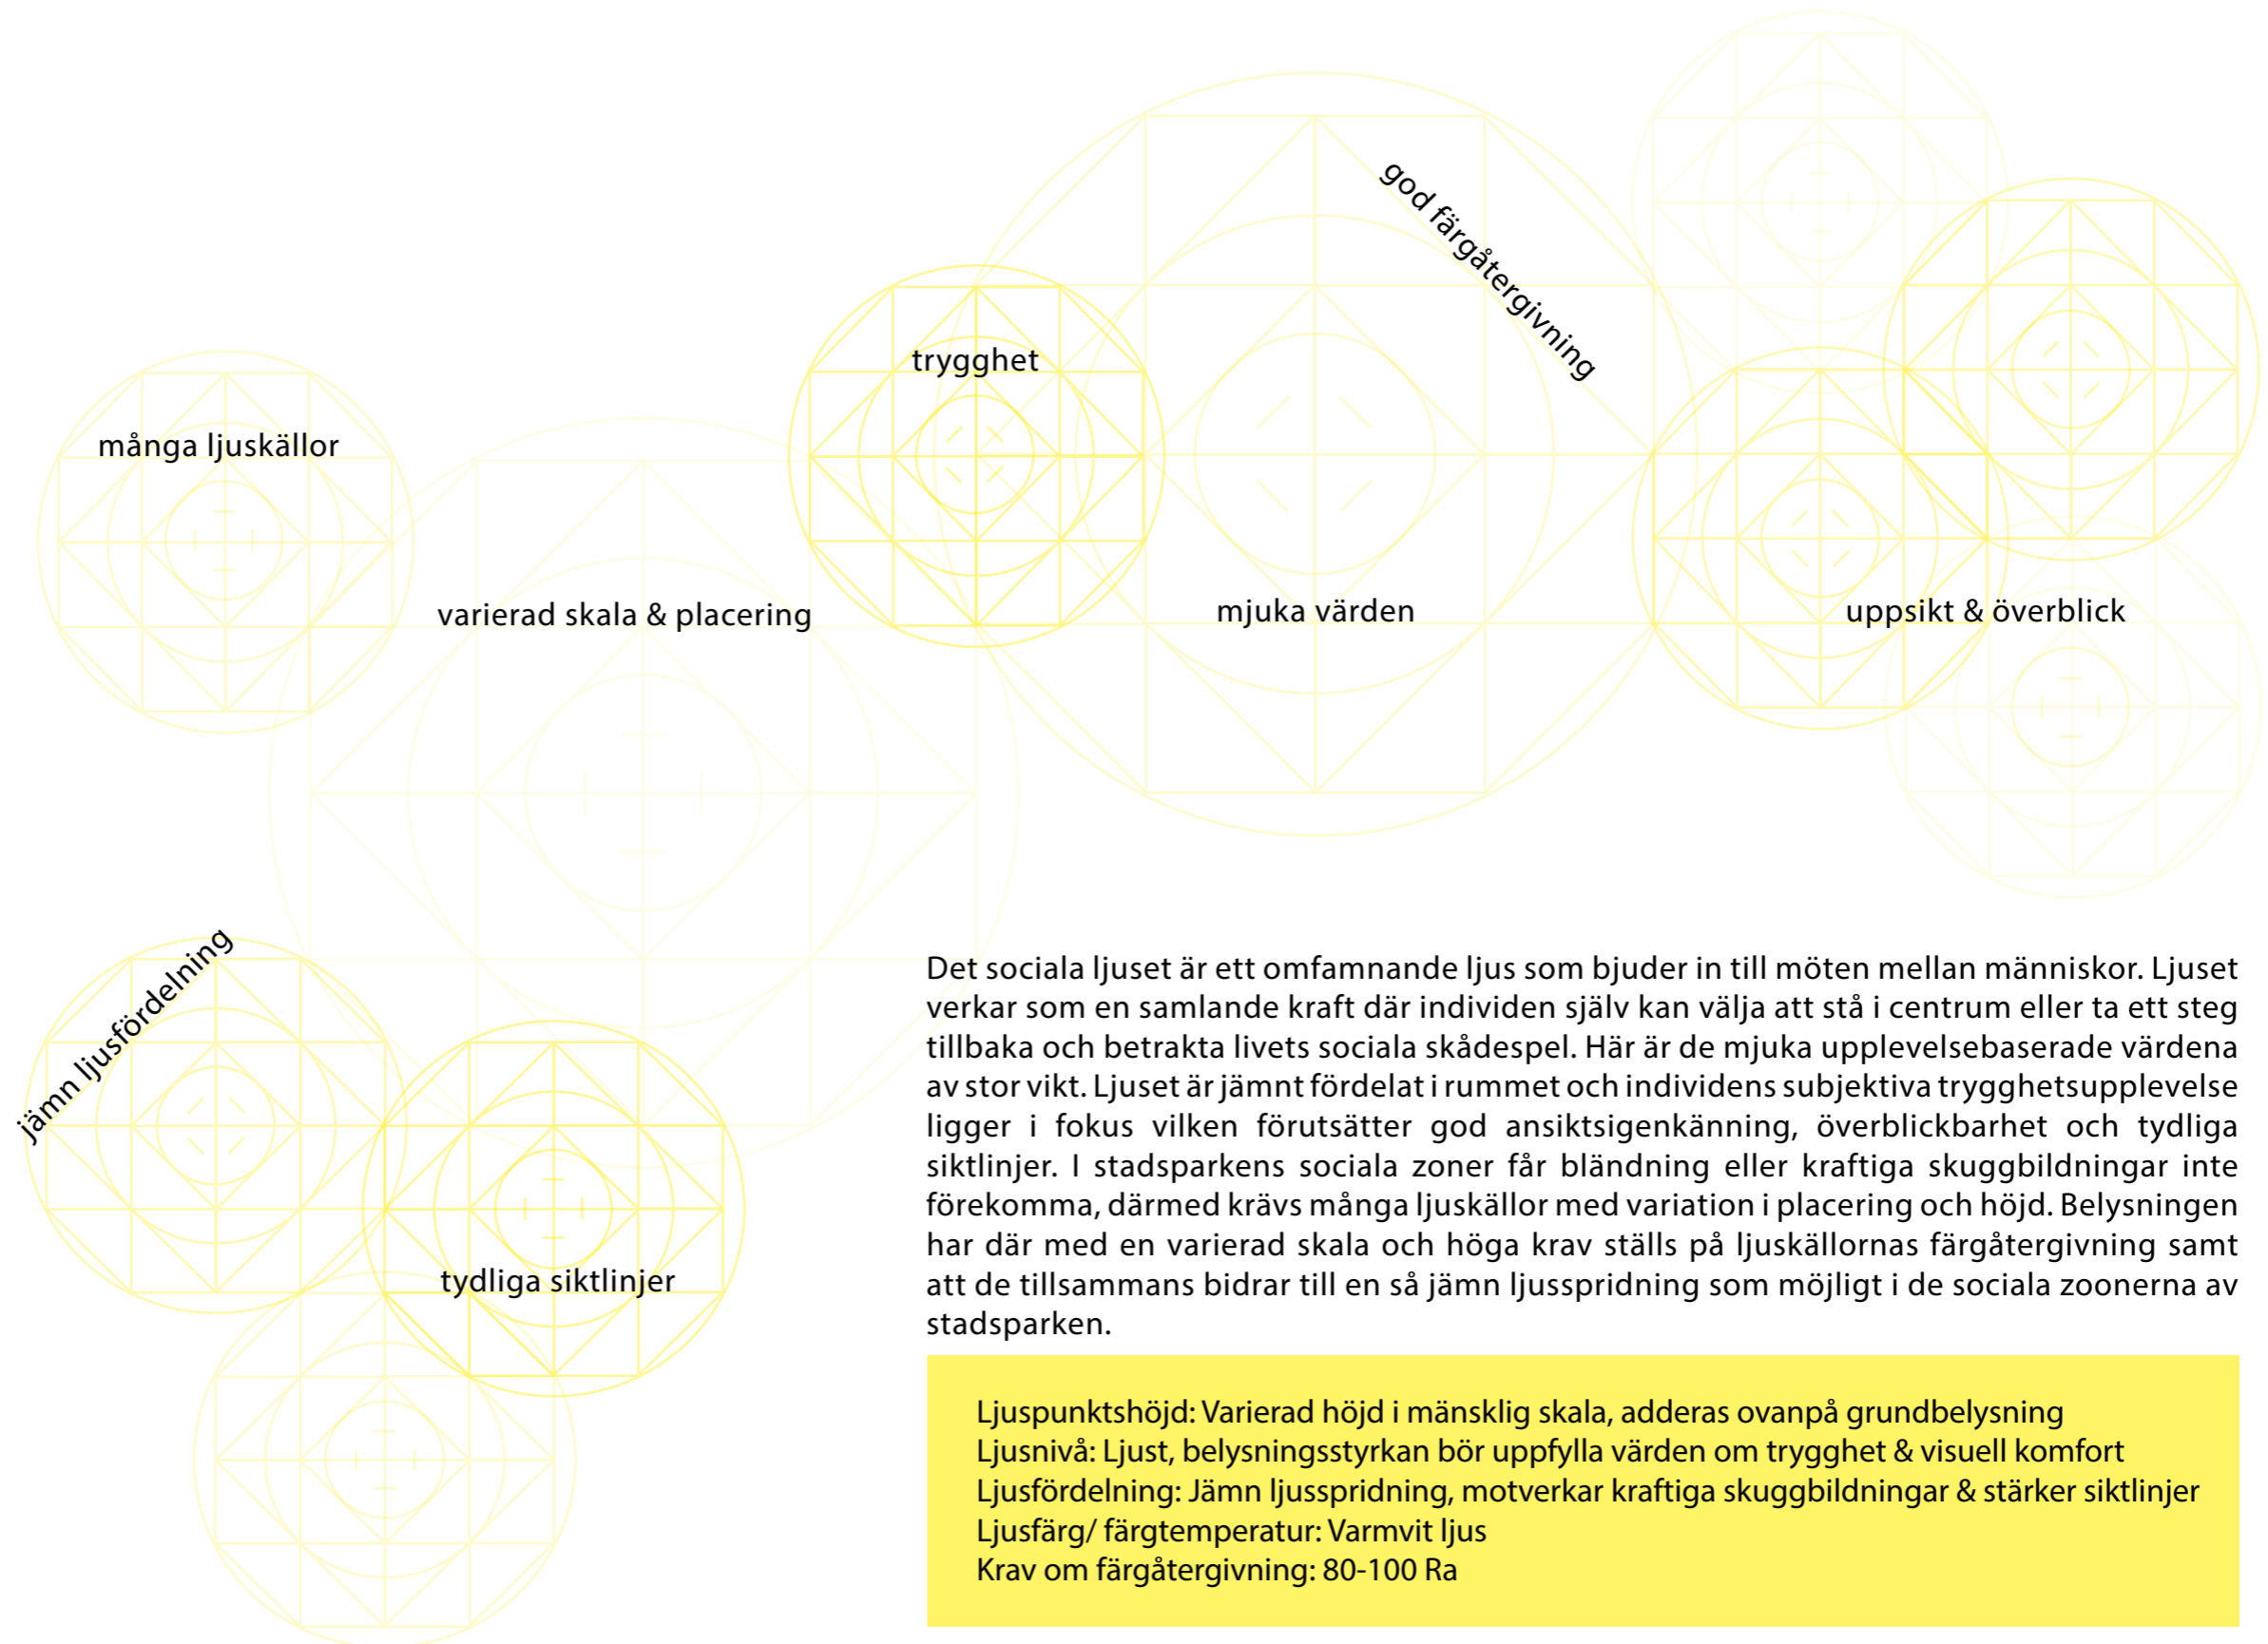 god färgåtergivning
trygghet
många ljuskällor
varierad skala & placering
mjuka värden
uppsikt & överblick
jämn ljusfördelning
tydliga siktlinjer
Det sociala ljuset är ett omfamnande ljus som bjuder in till möten mellan människor. Ljuset
verkar som en samlande kraft där individen själv kan välja att stå i centrum eller ta ett steg
tillbaka och betrakta livets sociala skådespel. Här är de mjuka upplevelsebaserade värdena
av stor vikt. Ljuset är jämnt fördelat i rummet och individens subjektiva trygghetsupplevelse
ligger i fokus vilken förutsätter god ansiktsigenkänning, överblickbarhet och tydliga
siktlinjer. I stadsparkens sociala zoner får bländning eller kraftiga skuggbildningar inte
förekomma, därmed krävs många ljuskällor med variation i placering och höjd. Belysningen
har där med en varierad skala och höga krav ställs på ljuskällornas färgåtergivning samt
att de tillsammans bidrar till en så jämn ljusspridning som möjligt i de sociala zoonerna av
stadsparken.
Ljuspunktshöjd: Varierad höjd i mänsklig skala, adderas ovanpå grundbelysning
Ljusnivå: Ljust, belysningsstyrkan bör uppfylla värden om trygghet & visuell komfort
Ljusfördelning: Jämn ljusspridning, motverkar kraftiga skuggbildningar & stärker siktlinjer
Ljusfärg/ färgtemperatur: Varmvit ljus
Krav om färgåtergivning: 80-100 Ra